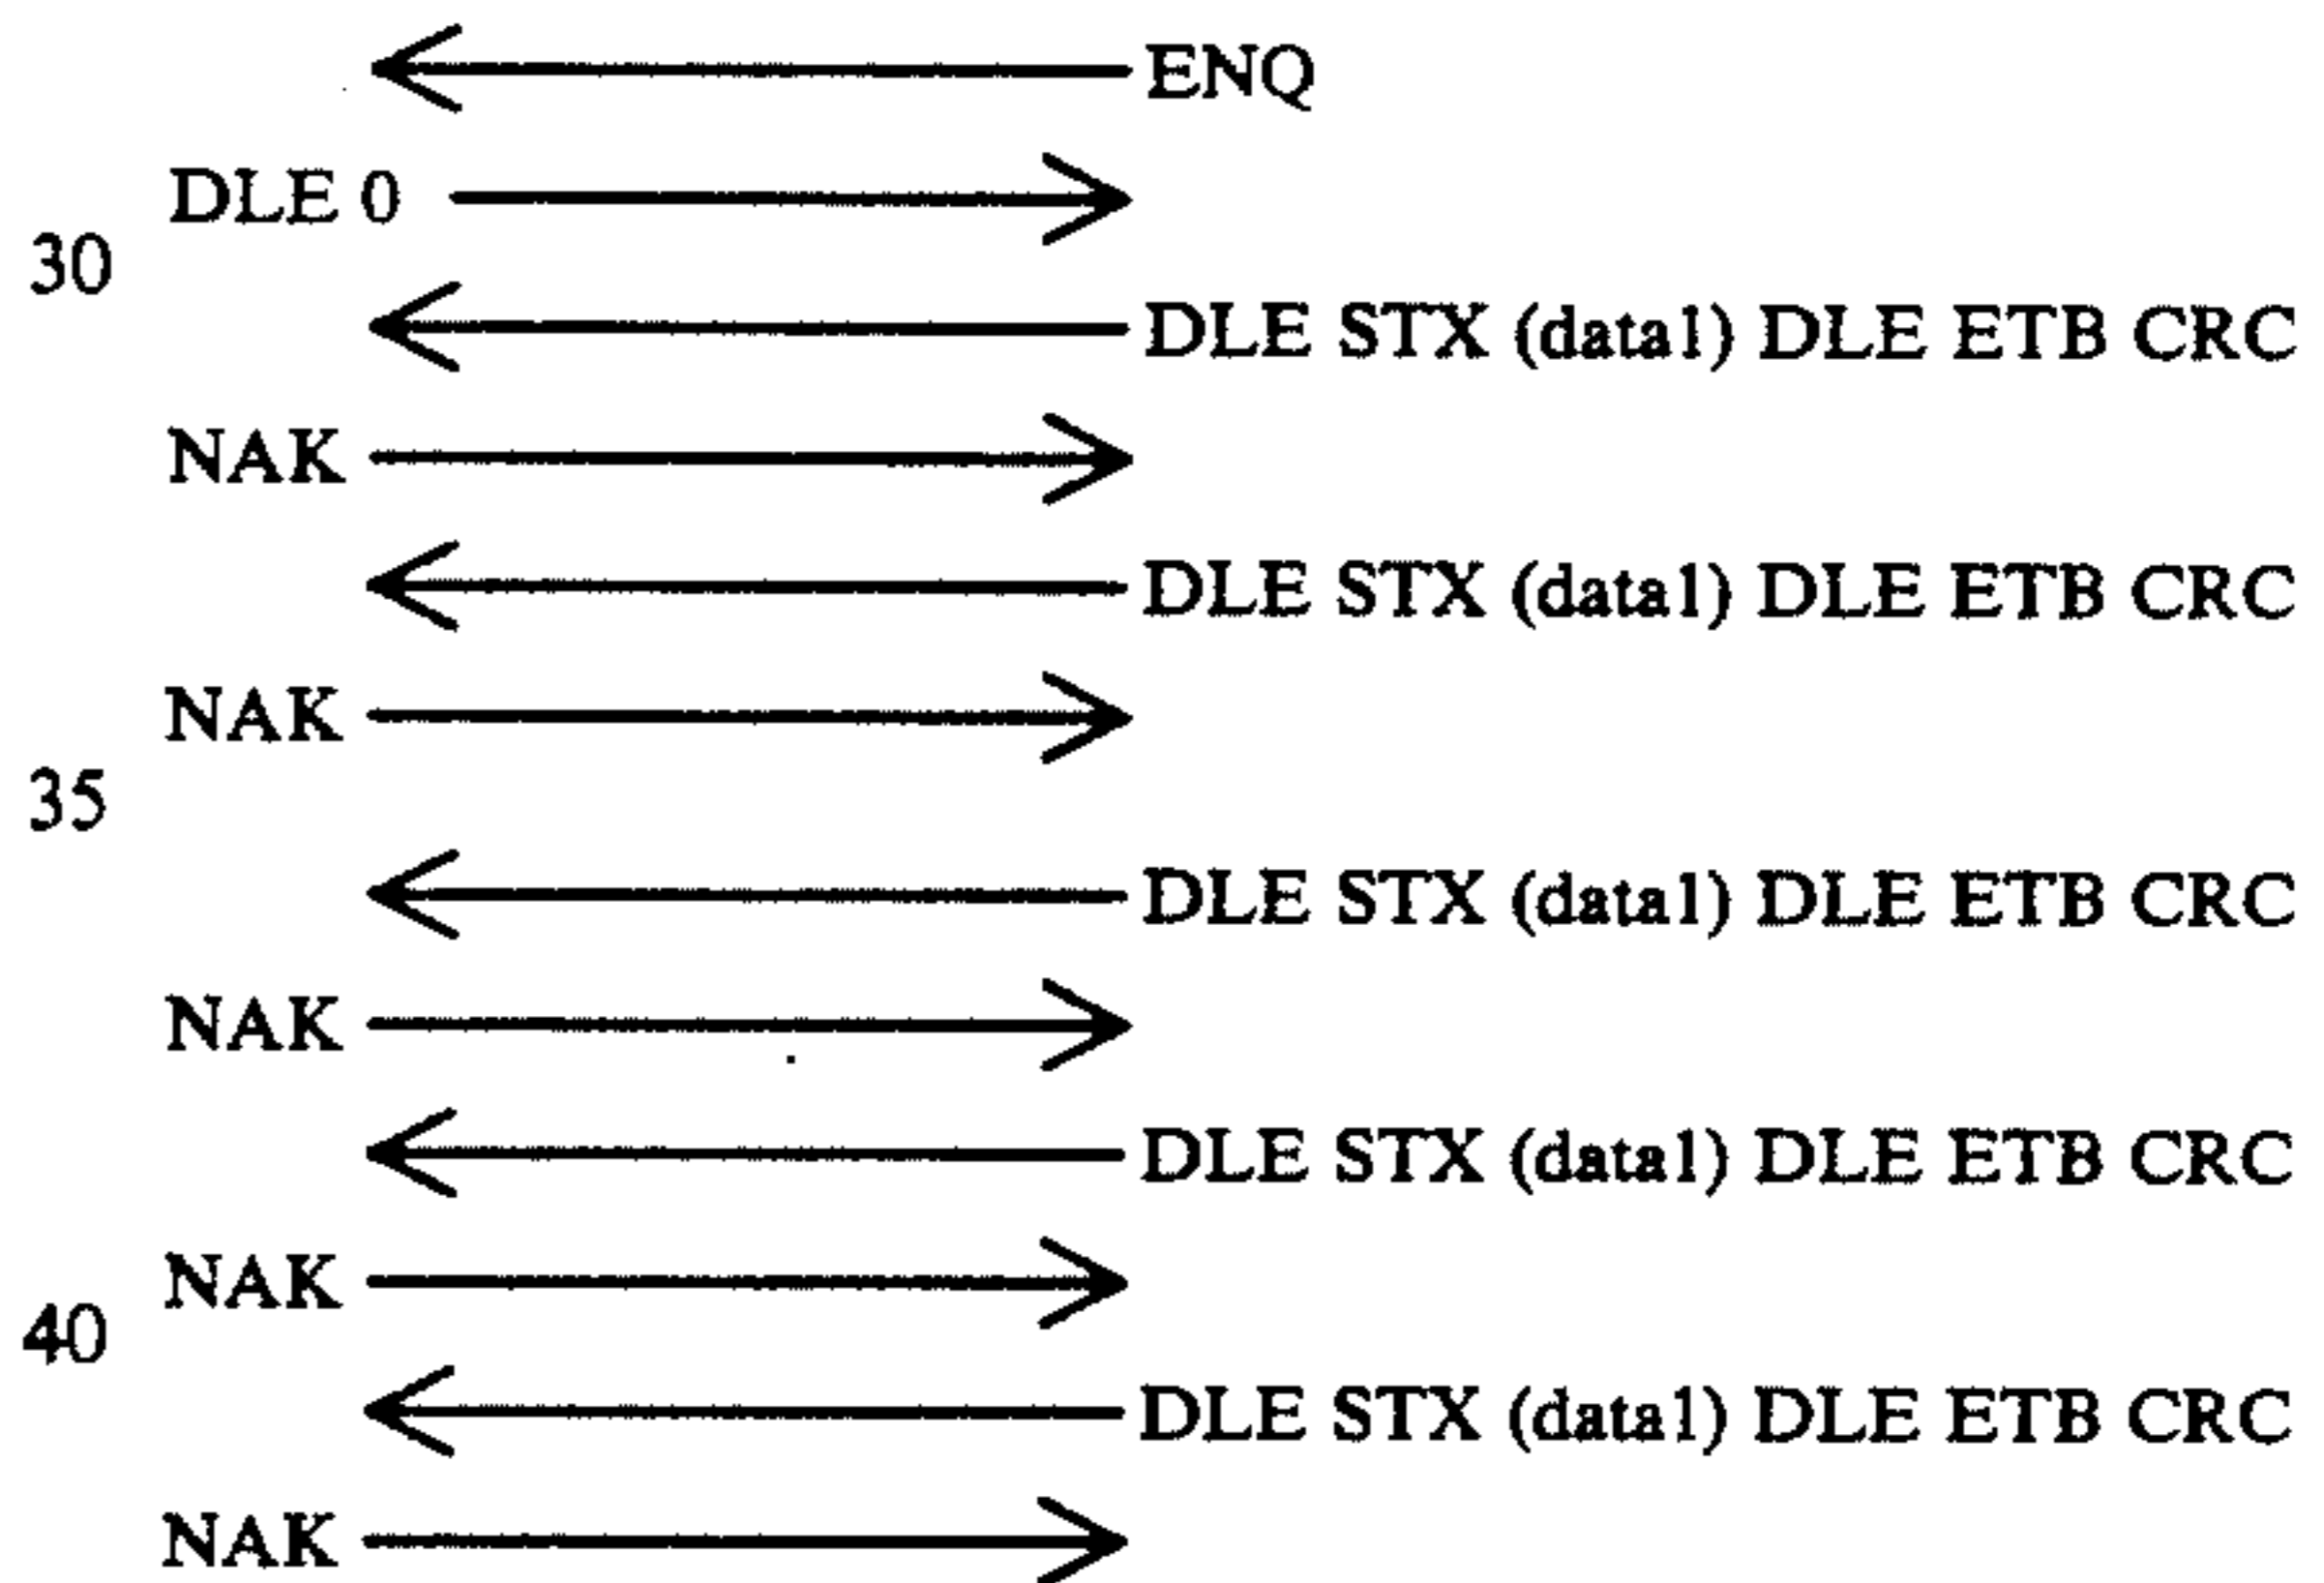 ENQ
DLE 0
30
DLE STX (data1) DLE ETB CRC
NAK
DLE STX (data1) DLE ETB CRC
NAK
35
DLE STX (data1) DLE ETB CRC
NAK
DLE STX (data1) DLE ETB CRC
NAK
40
DLE STX (data1) DLE ETB CRC
NAK